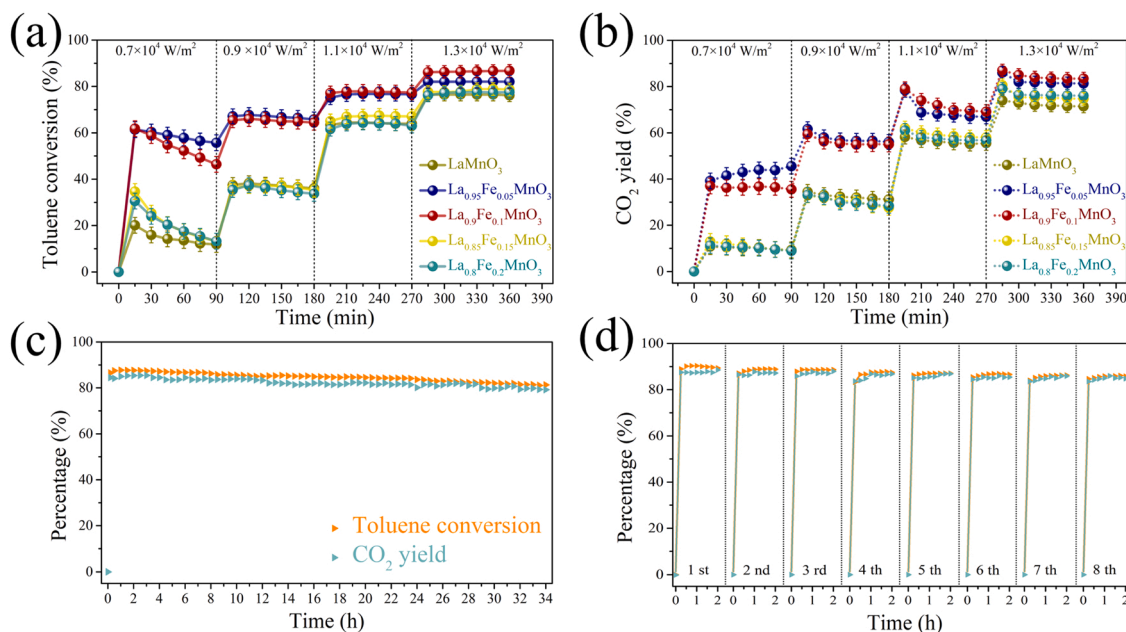 (a)
0.7×10⁴ W/m² 0.9 ×10⁴ W/m² 1.1×10⁴ W/m² 1.3×10⁴ W/m²
Toluene conversion (%)
100
80
60
40
20
0
LaMnO₃
La₀.₉₅Fe₀.₀₅MnO₃
La₀.₉Fe₀.₁MnO₃
La₀.₈₅Fe₀.₁₅MnO₃
La₀.₈Fe₀.₂MnO₃
0 30 60 90 120 150 180 210 240 270 300 330 360 390
Time (min)
(b)
0.7×10⁴ W/m² 0.9×10⁴ W/m² 1.1×10⁴ W/m² 1.3×10⁴ W/m²
CO₂ yield (%)
100
80
60
40
20
0
LaMnO₃
La₀.₉₅Fe₀.₀₅MnO₃
La₀.₉Fe₀.₁MnO₃
La₀.₈₅Fe₀.₁₅MnO₃
La₀.₈Fe₀.₂MnO₃
0 30 60 90 120 150 180 210 240 270 300 330 360 390
Time (min)
(c)
Percentage (%)
100
80
60
40
20
0
Toluene conversion
CO₂ yield
0 2 4 6 8 10 12 14 16 18 20 22 24 26 28 30 32 34
Time (h)
(d)
Percentage (%)
100
80
60
40
20
0
1 st 2 nd 3 rd 4 th 5 th 6 th 7 th 8 th
0 1 2 0 1 2 0 1 2 0 1 2 0 1 2 0 1 2 0 1 2 0 1 2
Time (h)